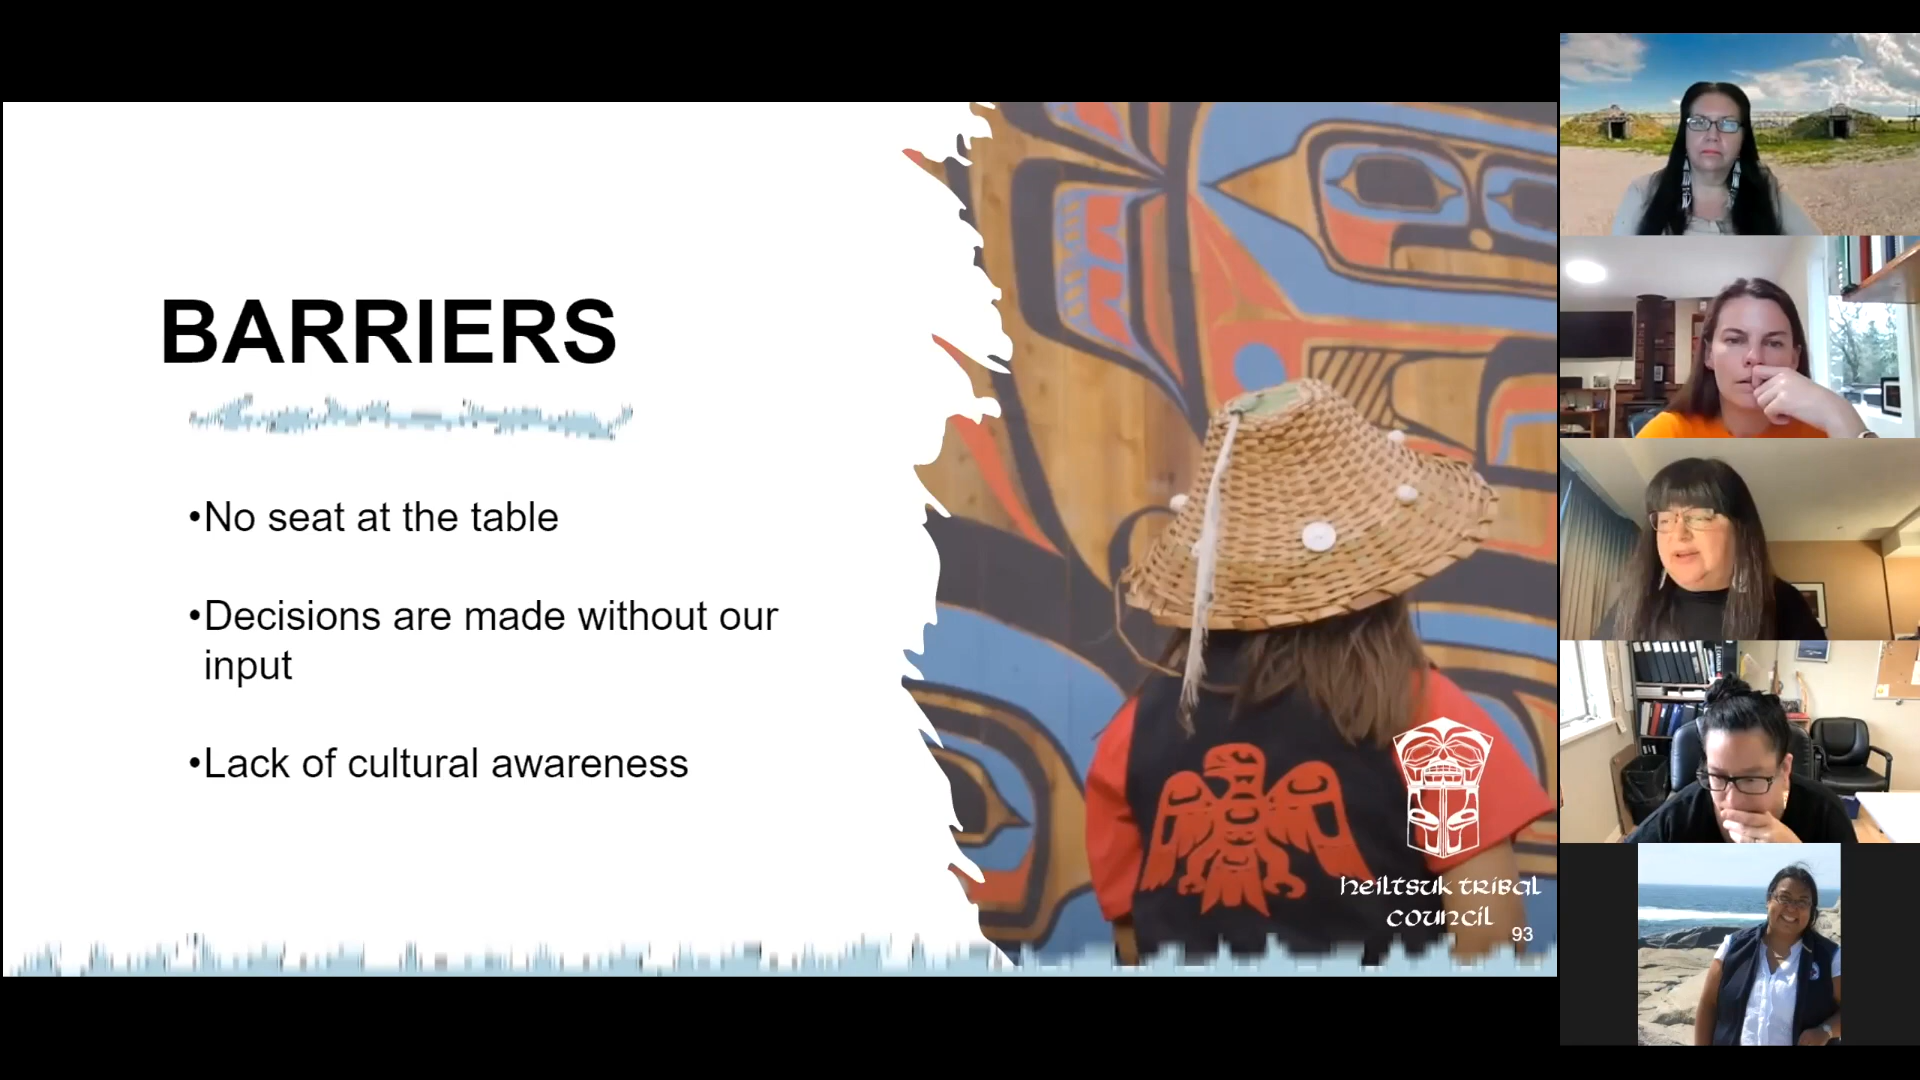 BARRIERS
•No seat at the table
•Decisions are made without our
input
•Lack of cultural awareness
heiltsuk tribal
council
93